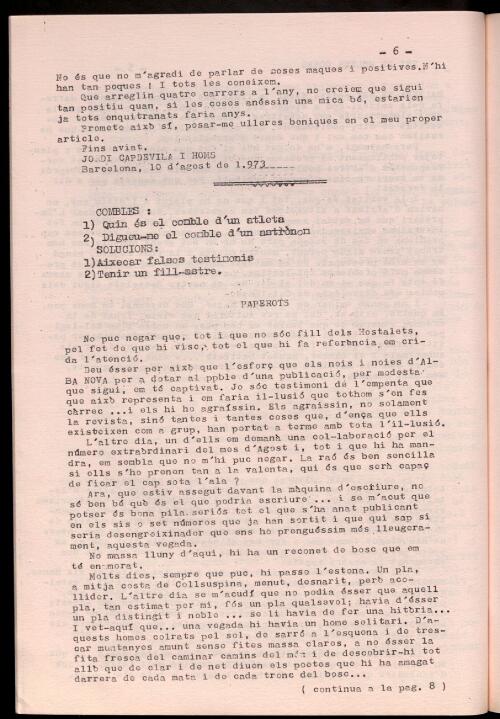 - 6 -
No és que no m'agradi de parlar de coses maques i positives.N'hi
han tan poques ! I tots les coneixem.
Que arreglin quatre carrers a l'any, no creiem que sigui
tan positiu quan, si les coses anéssin una mica bé, estarien
ja tots enquitranats faria anys.
Prometo això sí, posar-me ulleres boniques en el meu proper
article.
Fins aviat.
JORDI CAPDEVILA I HOMS
Barcelona, 10 d'agost de 1.973
COMBLES :
1) Quin és el comble d'un atleta
2) Digueu-me el comble d'un astrònom
SOLUCIONS:
1)Aixecar falsos testimonis
2)Tenir un fill-astre.
PAPEROTS
No puc negar que, tot i que no sóc fill dels Hostalets,
pel fet de que hi visc, tot el que hi fa referència em cri-
da l'atenció.
Deu ésser per això que l'esforç que els nois i noies d'Al-
BA NOVA per a dotar al pòble d'una publicació, per modesta
que sigui, em té captivat. Jo sóc testimoni de l'empenta que
que això representa i em faria il-lusió que tothom s'en fes
càrrec ...i els hi ho agraíssin. Els agraíssin, no solament
la revista, sinó tantes i tantes coses que, d'ença que ells
existeixen com a grup, han portat a terme amb tota l'il-lusió.
L'altre dia, un d'ells em demanà una col-laboració per el
número extraòrdinari del mes d'Agost i, tot i que hi ha man-
dra, em sembla que no m'hi puc negar. La raó és ben sencilla
si ells s'ho prenen tan a la valenta, qui és que serà capaç
de ficar el cap sota l'ala ?
Ara, que estiv assegut davant la màquina d'escriure, no
sé ben bé què és el que podria escriure ... i se m'acut que
potser és bona pila seriós tot el que s'ha anat publicant
en els sis o set números que ja han sortit i que qui sap si
seria desengreixinador que ens ho prenguéssim més lleugera-
ment, aquesta vegada.
No massa lluny d'aquí, hi ha un reconet de bosc que em
té enamorat.
Molts dies, sempre que puc, hi passo l'estona. Un pla,
a mitja costa de Collsuspina, menut, desnarit, però aco-
llidor. L'altre dia se m'acudí que no podia ésser que aquell
pla, tan estimat per mi, fós un pla qualsevol; havia d'ésser
un pla distingit i noble ... se li havia de fer una hitòria...
I vet-aquí que... una vegada hi havia un home solitari. D'a-
quests homes colrats pel sol, de sarró a l'esquena i de tres-
car muntanyes amunt sense fites massa clares, a no ésser la
fita fresca del caminar camins del món i de descobrir-hi tot
allò que de clar i de net diuen els poetes que hi ha amagat
darrera de cada mata i de cada tronc del bosc...
( continua a la pag. 8 )